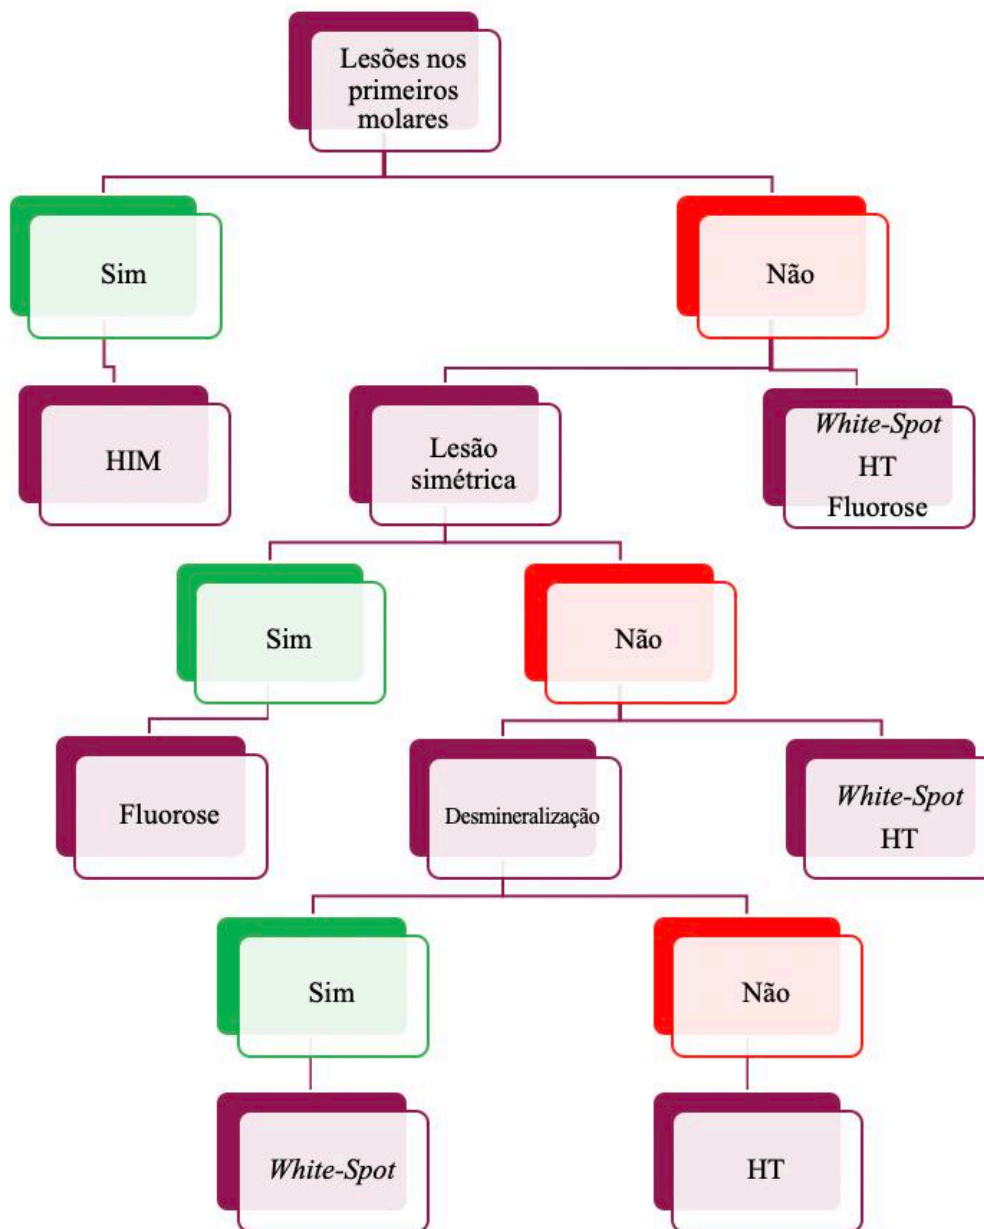 Lesões nos
primeiros
molares
Sim
Não
HIM
Lesão
simétrica
White-Spot
HT
Fluorose
Sim
Não
Fluorose
Desmineralização
White-Spot
HT
Sim
Não
White-Spot
HT